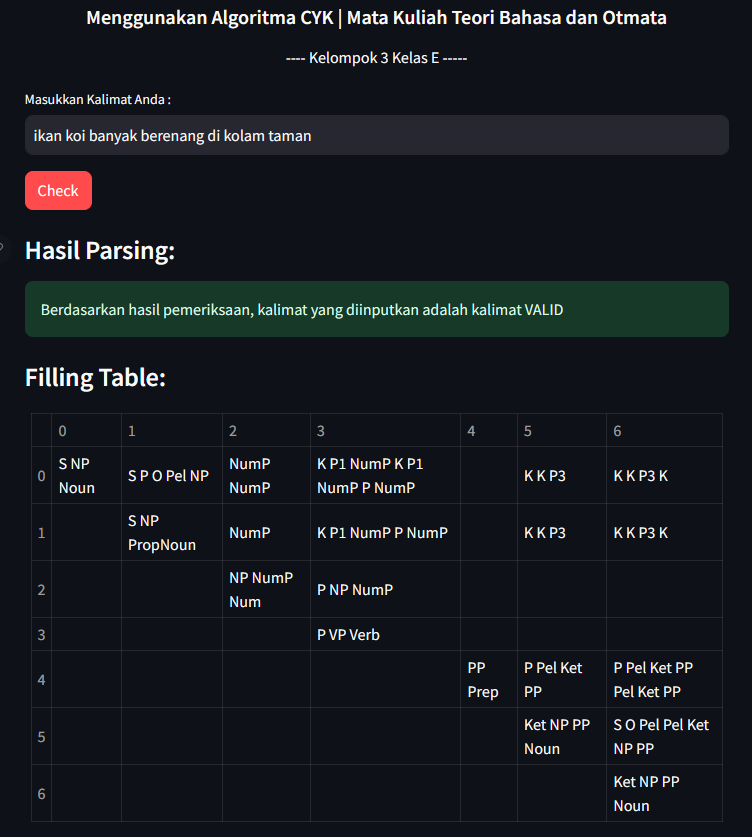 Menggunakan Algoritma CYK | Mata Kuliah Teori Bahasa dan Otmata
---- Kelompok 3 Kelas E -----
Masukkan Kalimat Anda :
ikan koi banyak berenang di kolam taman
Check
Hasil Parsing:
Berdasarkan hasil pemeriksaan, kalimat yang diinputkan adalah kalimat VALID
Filling Table:
0 1 2 3 4 5 6
0 S NP Noun S P O Pel NP NumP NumP K P1 NumP K P1 NumP P NumP K K P3 K K P3 K
1 S NP PropNoun NumP K P1 NumP P NumP K K P3 K K P3 K
2 NP NumP Num P NP NumP
3 P VP Verb
4 PP Prep P Pel Ket PP P Pel Ket PP Pel Ket PP
5 Ket NP PP Noun S O Pel Pel Ket NP PP
6 Ket NP PP Noun